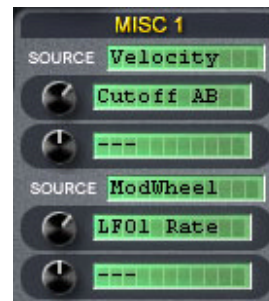 MISC 1
SOURCE Velocity
Cutoff AB
---
SOURCE ModWheel
LFO1 Rate
---